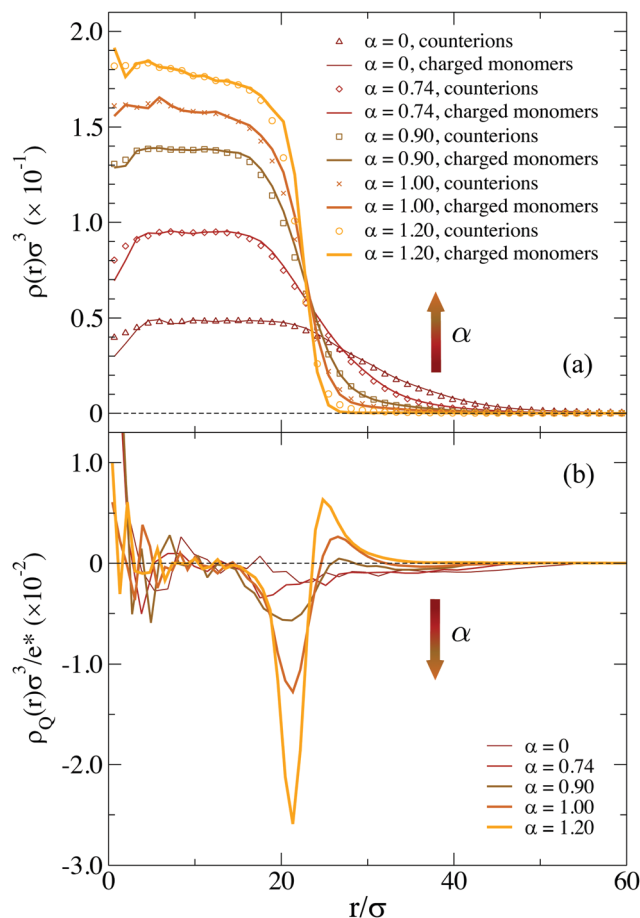 2.0
1.5
1.0
0.5
0
ρ(r)σ³ (× 10⁻¹)
α = 0, counterions
α = 0, charged monomers
α = 0.74, counterions
α = 0.74, charged monomers
α = 0.90, counterions
α = 0.90, charged monomers
α = 1.00, counterions
α = 1.00, charged monomers
α = 1.20, counterions
α = 1.20, charged monomers
α
(a)
(b)
1.0
0
-1.0
-2.0
-3.0
ρ_Q(r)σ³/e* (×10⁻²)
α
α = 0
α = 0.74
α = 0.90
α = 1.00
α = 1.20
0 20 40 60
r/σ